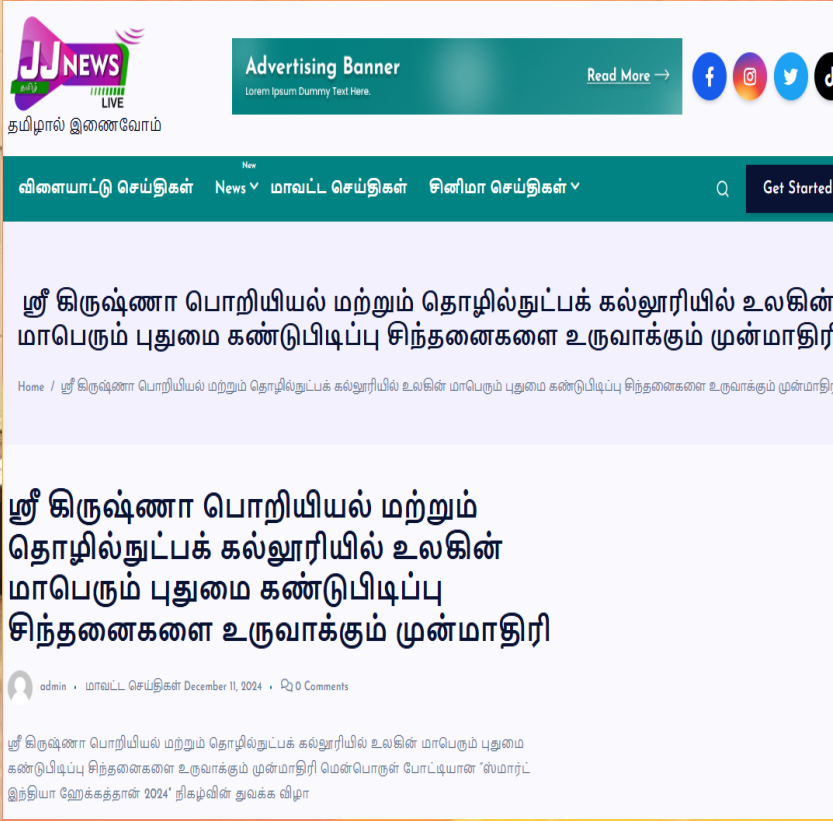 JJ NEWS
தமிழ்
LIVE
தமிழால் இணைவோம்
Advertising Banner
Lorem Ipsum Dummy Text Here.
Read More →
விளையாட்டு செய்திகள் News New மாவட்ட செய்திகள் சினிமா செய்திகள்
Get Started
ஸ்ரீ கிருஷ்ணா பொறியியல் மற்றும் தொழில்நுட்பக் கல்லூரியில் உலகின்
மாபெரும் புதுமை கண்டுபிடிப்பு சிந்தனைகளை உருவாக்கும் முன்மாதிரி
Home / ஸ்ரீ கிருஷ்ணா பொறியியல் மற்றும் தொழில்நுட்பக் கல்லூரியில் உலகின் மாபெரும் புதுமை கண்டுபிடிப்பு சிந்தனைகளை உருவாக்கும்
ஸ்ரீ கிருஷ்ணா பொறியியல் மற்றும்
தொழில்நுட்பக் கல்லூரியில் உலகின்
மாபெரும் புதுமை கண்டுபிடிப்பு
சிந்தனைகளை உருவாக்கும் முன்மாதிரி
admin • மாவட்ட செய்திகள் December 11, 2024 • 0 Comments
ஸ்ரீ கிருஷ்ணா பொறியியல் மற்றும் தொழில்நுட்பக் கல்லூரியில் உலகின் மாபெரும் புதுமை
கண்டுபிடிப்பு சிந்தனைகளை உருவாக்கும் முன்மாதிரி மென்பொருள் போட்டியான "ஸ்மார்ட்
இந்தியா ஹேக்கத்தான் 2024" நிகழ்வின் துவக்க விழா